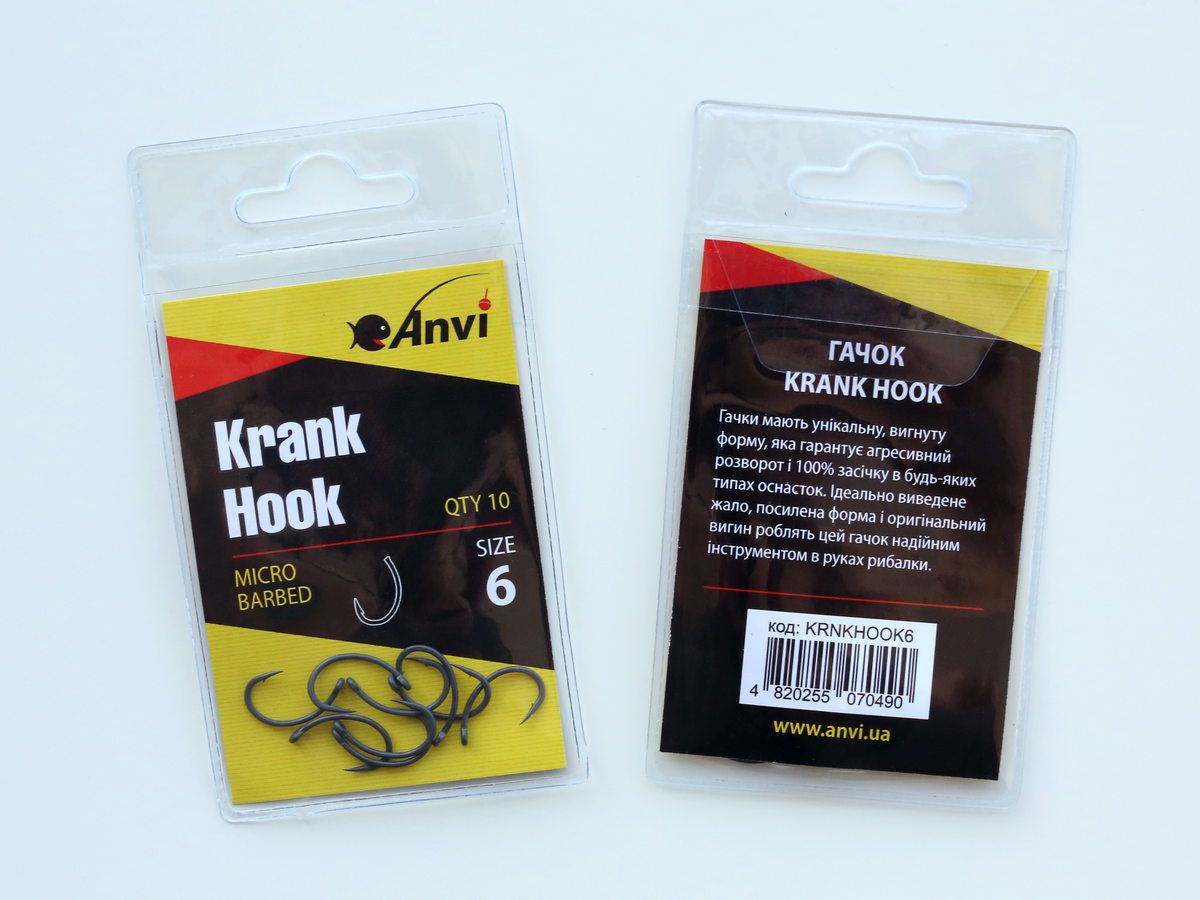 Anvi
Krank
Hook
QTY 10
SIZE
6
MICRO
BARBED
ГАЧОК
KRANK HOOK
Гачки мають унікальну, вигнуту
форму, яка гарантує агресивний
розворот і 100% засічку в будь-яких
типах оснасток. Ідеально виведене
жало, посилена форма і оригінальний
вигин роблять цей гачок надійним
інструментом в руках рибалки.
код: KRNKHOOK6
4 820255 070490
www.anvi.ua